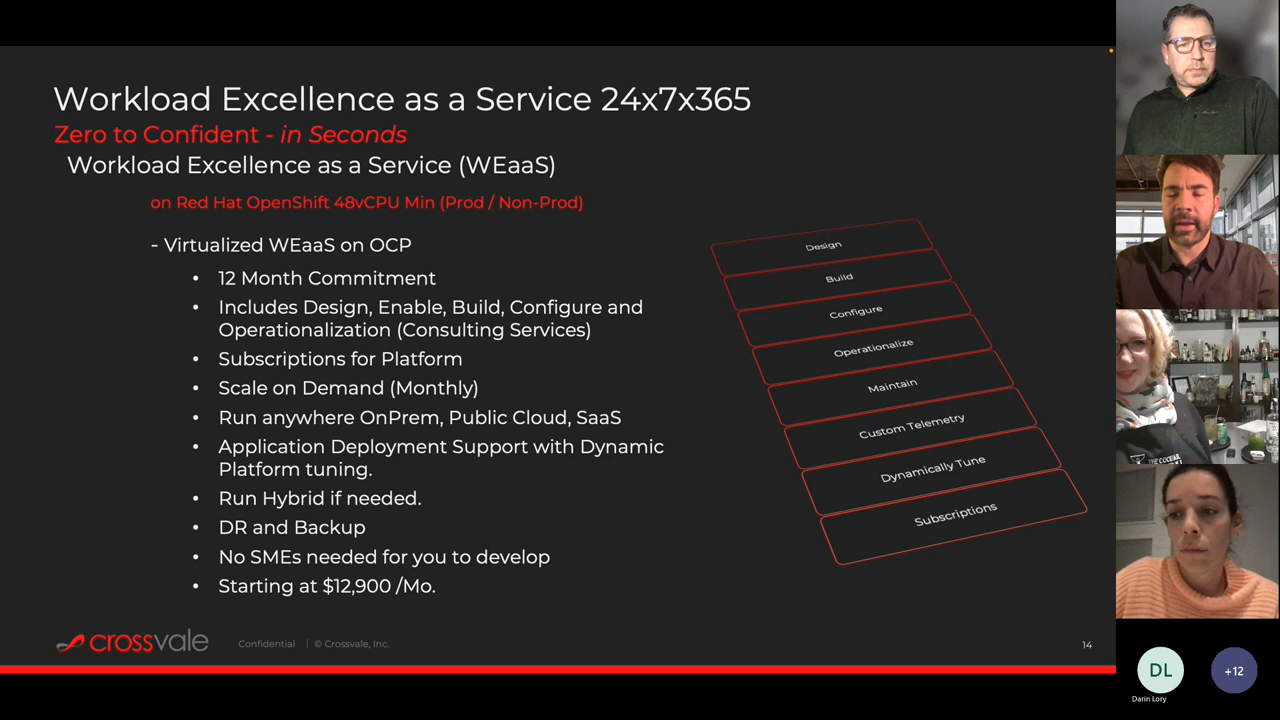 Workload Excellence as a Service 24x7x365
Zero to Confident - in Seconds
Workload Excellence as a Service (WEaaS)
on Red Hat OpenShift 48vCPU Min (Prod / Non-Prod)
- Virtualized WEaaS on OCP
• 12 Month Commitment
• Includes Design, Enable, Build, Configure and
Operationalization (Consulting Services)
• Subscriptions for Platform
• Scale on Demand (Monthly)
• Run anywhere OnPrem, Public Cloud, SaaS
• Application Deployment Support with Dynamic
Platform tuning.
• Run Hybrid if needed.
• DR and Backup
• No SMEs needed for you to develop
• Starting at $12,900 /Mo.
Design
Build
Configure
Operationalize
Maintain
Custom Telemetry
Dynamically Tune
Subscriptions
crossvale
Confidential | © Crossvale, Inc.
14
THE COCKTAIL
DL
Darin Lory
+12